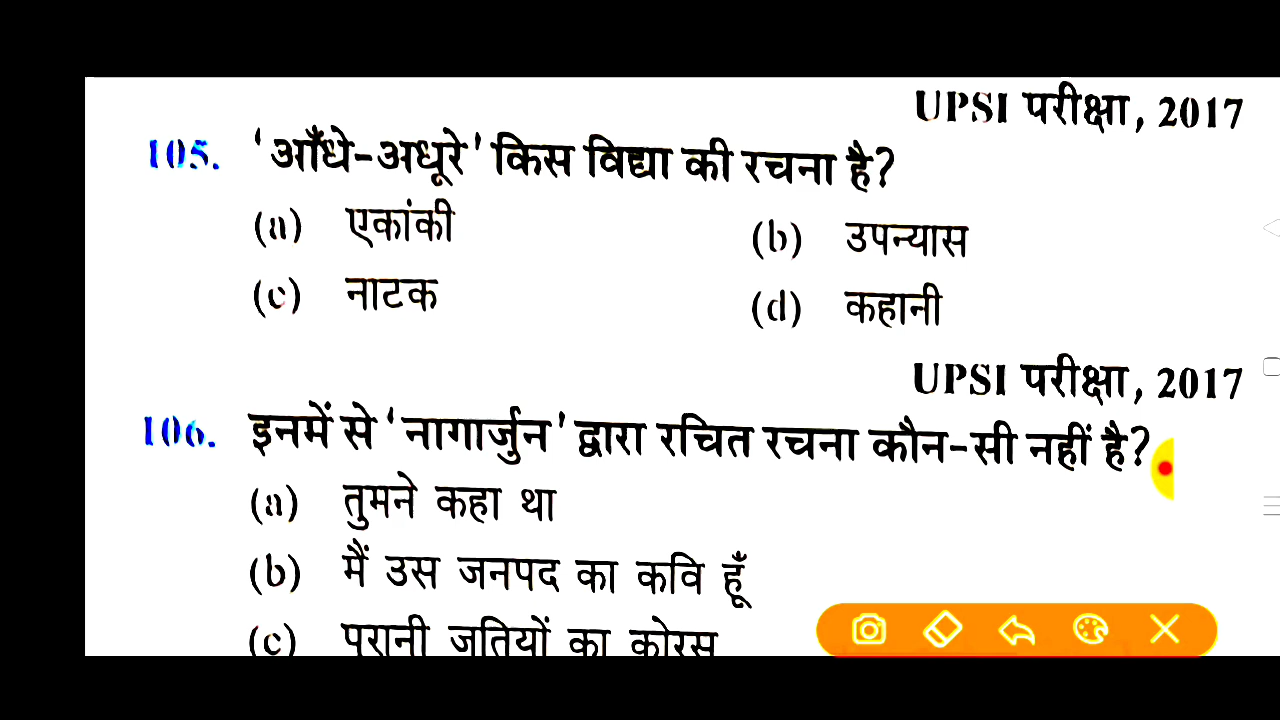 UPSI परीक्षा, 2017
105. 'आँधे-अधूरे' किस विद्या की रचना है?
(a) एकांकी (b) उपन्यास
(c) नाटक (d) कहानी
UPSI परीक्षा, 2017
106. इनमें से 'नागार्जुन' द्वारा रचित रचना कौन-सी नहीं है?
(a) तुमने कहा था
(b) मैं उस जनपद का कवि हूँ
(c) पुरानी जूतियों का कोरस